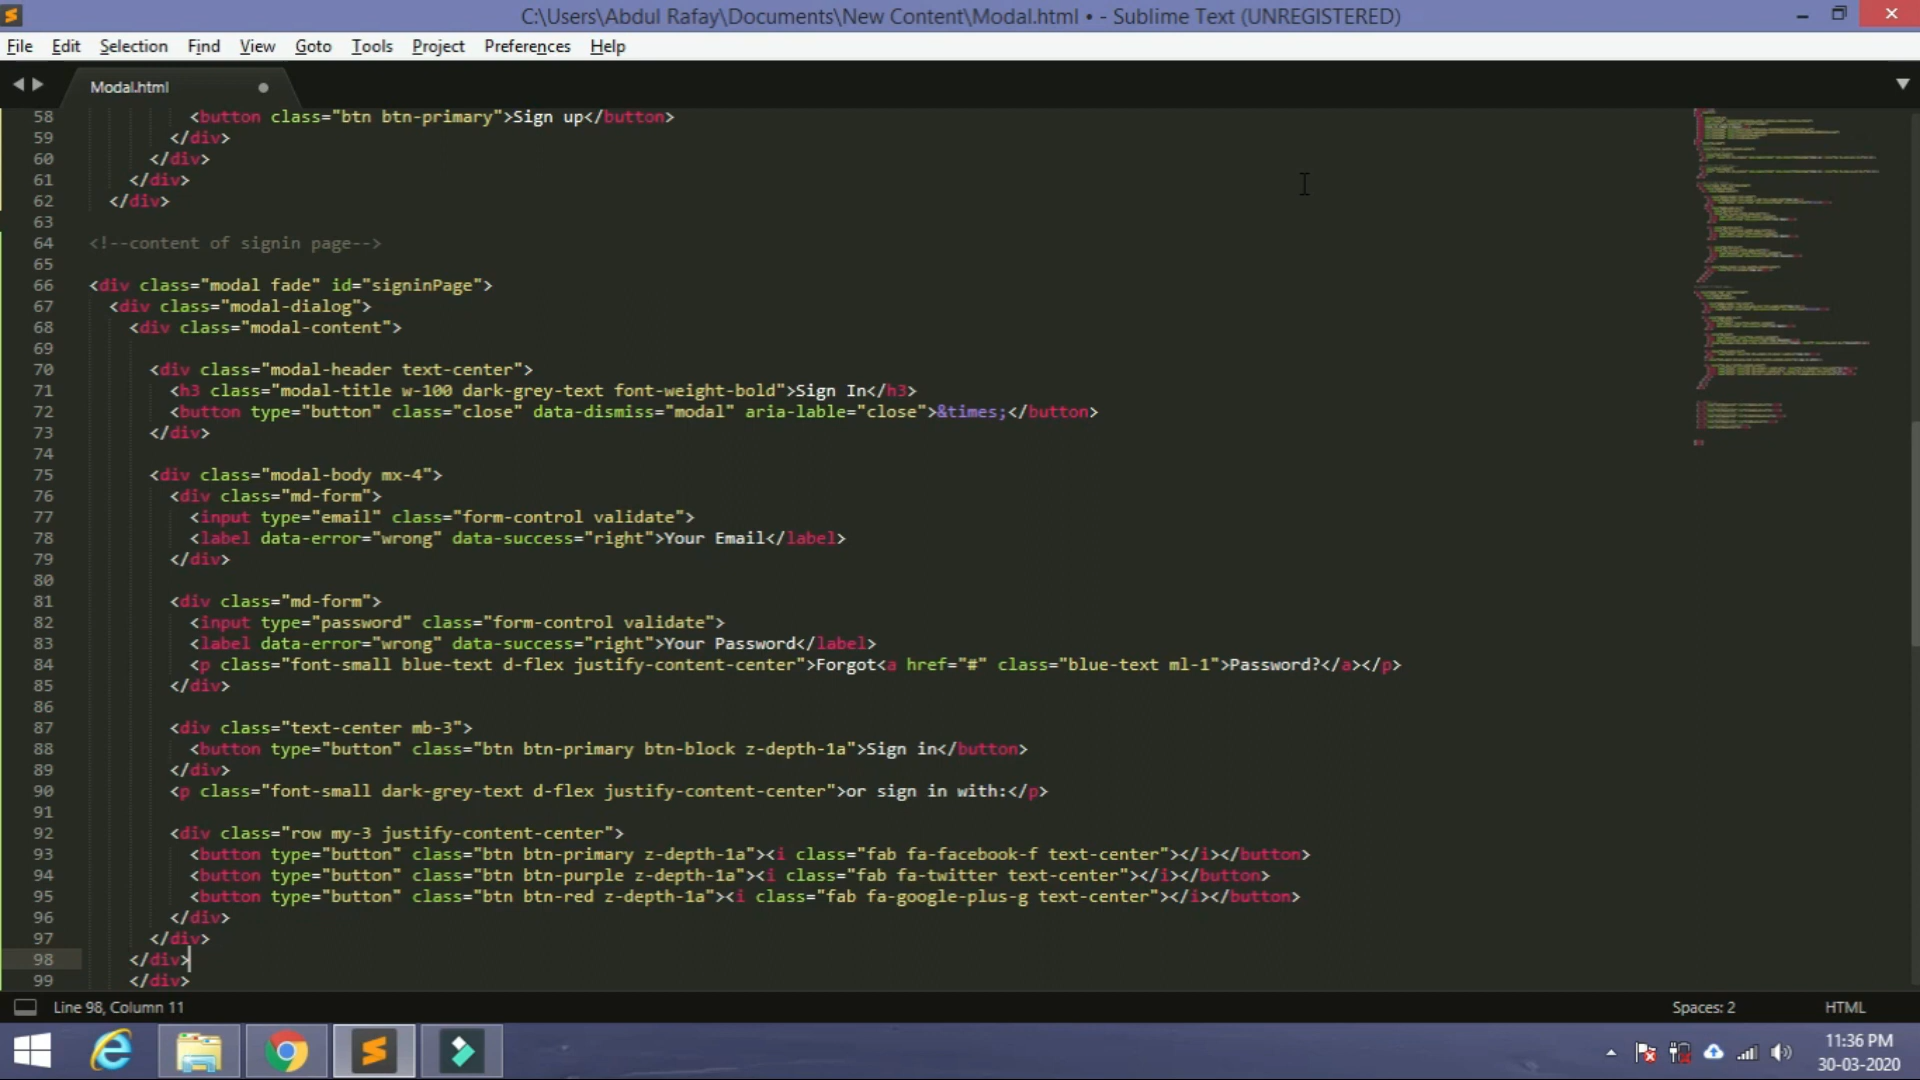 C:\Users\Abdul Rafay\Documents\New Content\Modal.html • - Sublime Text (UNREGISTERED)
File Edit Selection Find View Goto Tools Project Preferences Help
Modal.html
58 <button class="btn btn-primary">Sign up</button>
59 </div>
60 </div>
61 </div>
62 </div>
63
64 <!--content of signin page-->
65
66 <div class="modal fade" id="signinPage">
67 <div class="modal-dialog">
68 <div class="modal-content">
69
70 <div class="modal-header text-center">
71 <h3 class="modal-title w-100 dark-grey-text font-weight-bold">Sign In</h3>
72 <button type="button" class="close" data-dismiss="modal" aria-lable="close">&times;</button>
73 </div>
74
75 <div class="modal-body mx-4">
76 <div class="md-form">
77 <input type="email" class="form-control validate">
78 <label data-error="wrong" data-success="right">Your Email</label>
79 </div>
80
81 <div class="md-form">
82 <input type="password" class="form-control validate">
83 <label data-error="wrong" data-success="right">Your Password</label>
84 <p class="font-small blue-text d-flex justify-content-center">Forgot<a href="#" class="blue-text ml-1">Password?</a></p>
85 </div>
86
87 <div class="text-center mb-3">
88 <button type="button" class="btn btn-primary btn-block z-depth-1a">Sign in</button>
89 </div>
90 <p class="font-small dark-grey-text d-flex justify-content-center">or sign in with:</p>
91
92 <div class="row my-3 justify-content-center">
93 <button type="button" class="btn btn-primary z-depth-1a"><i class="fab fa-facebook-f text-center"></i></button>
94 <button type="button" class="btn btn-purple z-depth-1a"><i class="fab fa-twitter text-center"></i></button>
95 <button type="button" class="btn btn-red z-depth-1a"><i class="fab fa-google-plus-g text-center"></i></button>
96 </div>
97 </div>
98 </div>
99 </div>
Line 98, Column 11 Spaces: 2 HTML
11:36 PM
30-03-2020